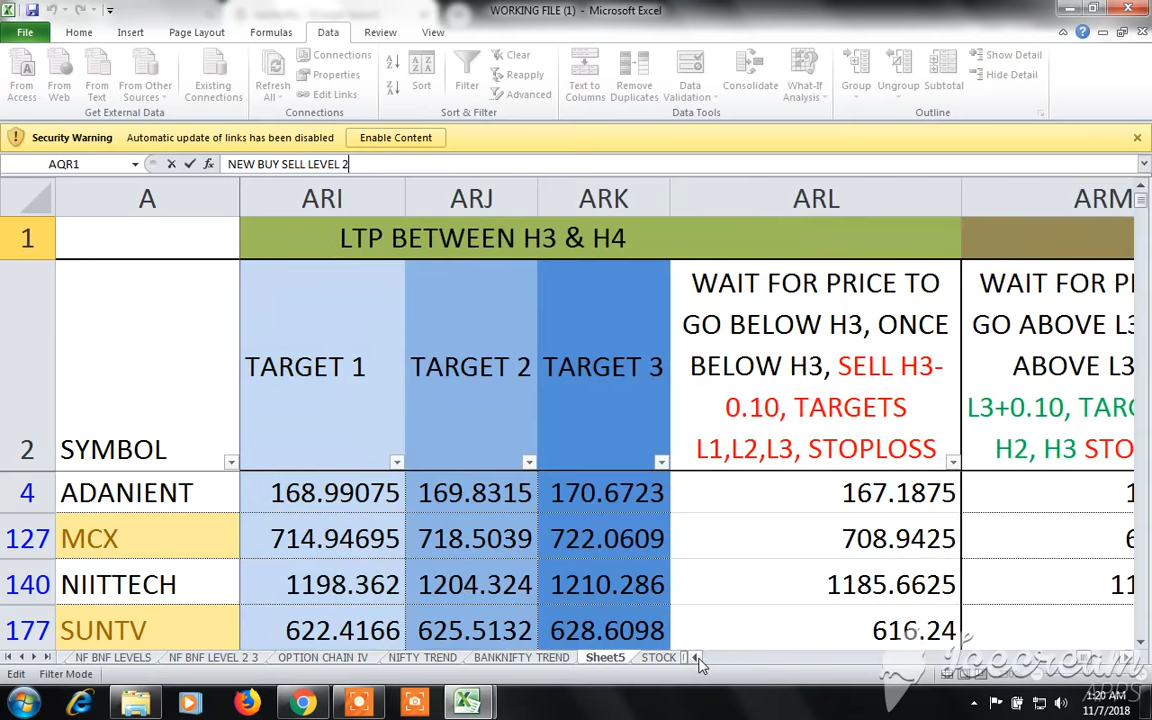 WORKING FILE (1) - Microsoft Excel
File Home Insert Page Layout Formulas Data Review View
From Access
From Web
From Text
From Other Sources
Existing Connections
Refresh All
Connections
Properties
Edit Links
Sort
Filter
Clear
Reapply
Advanced
Text to Columns
Remove Duplicates
Data Validation
Consolidate
What-If Analysis
Group
Ungroup
Subtotal
Show Detail
Hide Detail
Get External Data Connections Sort & Filter Data Tools Outline
Security Warning Automatic update of links has been disabled Enable Content
AQR1 fx NEW BUY SELL LEVEL 2
A ARI ARJ ARK ARL ARM
1 LTP BETWEEN H3 & H4
2 SYMBOL
TARGET 1
TARGET 2
TARGET 3
WAIT FOR PRICE TO
GO BELOW H3, ONCE
BELOW H3, SELL H3-
0.10, TARGETS
L1,L2,L3, STOPLOSS
WAIT FOR P
GO ABOVE L3
ABOVE L3
L3+0.10, TARG
H2, H3 STO
4 ADANIENT 168.99075 169.8315 170.6723 167.1875 1
127 MCX 714.94695 718.5039 722.0609 708.9425 6
140 NIITTECH 1198.362 1204.324 1210.286 1185.6625 11
177 SUNTV 622.4166 625.5132 628.6098 616.24
NF BNF LEVELS NF BNF LEVEL 2 3 OPTION CHAIN IV NIFTY TREND BANKNIFTY TREND Sheet5 STOCK
Edit Filter Mode
Icecream
APPS
1:20 AM
11/7/2018